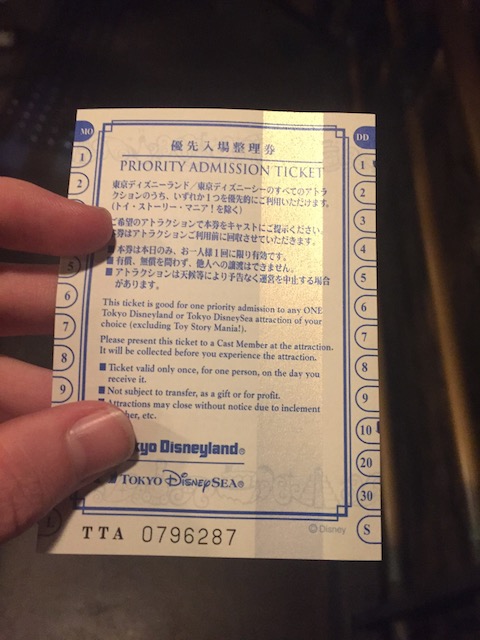 MO
DD
1
2
5
6
7
8
9
1
2
3
4
5
6
7
8
9
10
20
30
S
優先入場整理券
PRIORITY ADMISSION TICKET
東京ディズニーランド／東京ディズニーシーのすべてのアトラ
クションのうち、いずれか1つを優先的にご利用いただけます。
(トイ・ストーリー・マニア！を除く)
ご希望のアトラクションで本券をキャストにご提示ください。
券はアトラクションご利用前に回収させていただきます。
■ 本券は本日のみ、お一人様1回に限り有効です。
■ 有償、無償を問わず、他人への譲渡はできません。
■ アトラクションは天候等により予告なく運営を中止する場合
があります。
This ticket is good for one priority admission to any ONE
Tokyo Disneyland or Tokyo DisneySea attraction of your
choice (excluding Toy Story Mania!).
Please present this ticket to a Cast Member at the attraction.
It will be collected before you experience the attraction.
■ Ticket valid only once, for one person, on the day you
receive it.
■ Not subject to transfer, as a gift or for profit.
Attractions may close without notice due to inclement
ther, etc.
kyo Disneyland®
TOKYO DISNEYSEA®
TTA 0796287
©Disney